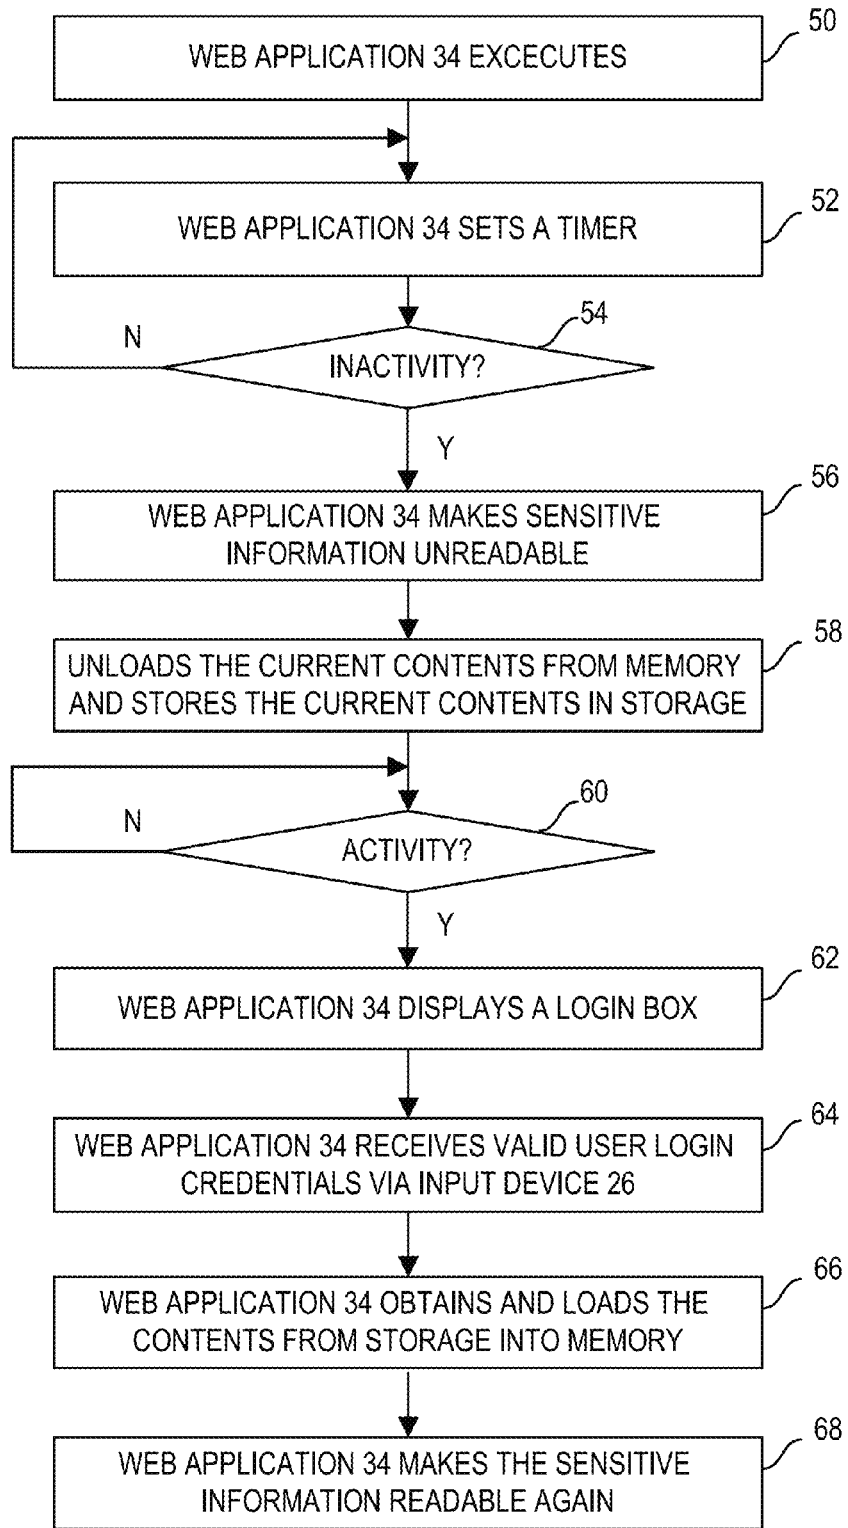 50
WEB APPLICATION 34 EXCECUTES
52
WEB APPLICATION 34 SETS A TIMER
54
N
INACTIVITY?
Y
56
WEB APPLICATION 34 MAKES SENSITIVE
INFORMATION UNREADABLE
58
UNLOADS THE CURRENT CONTENTS FROM MEMORY
AND STORES THE CURRENT CONTENTS IN STORAGE
60
N
ACTIVITY?
Y
62
WEB APPLICATION 34 DISPLAYS A LOGIN BOX
64
WEB APPLICATION 34 RECEIVES VALID USER LOGIN
CREDENTIALS VIA INPUT DEVICE 26
66
WEB APPLICATION 34 OBTAINS AND LOADS THE
CONTENTS FROM STORAGE INTO MEMORY
68
WEB APPLICATION 34 MAKES THE SENSITIVE
INFORMATION READABLE AGAIN